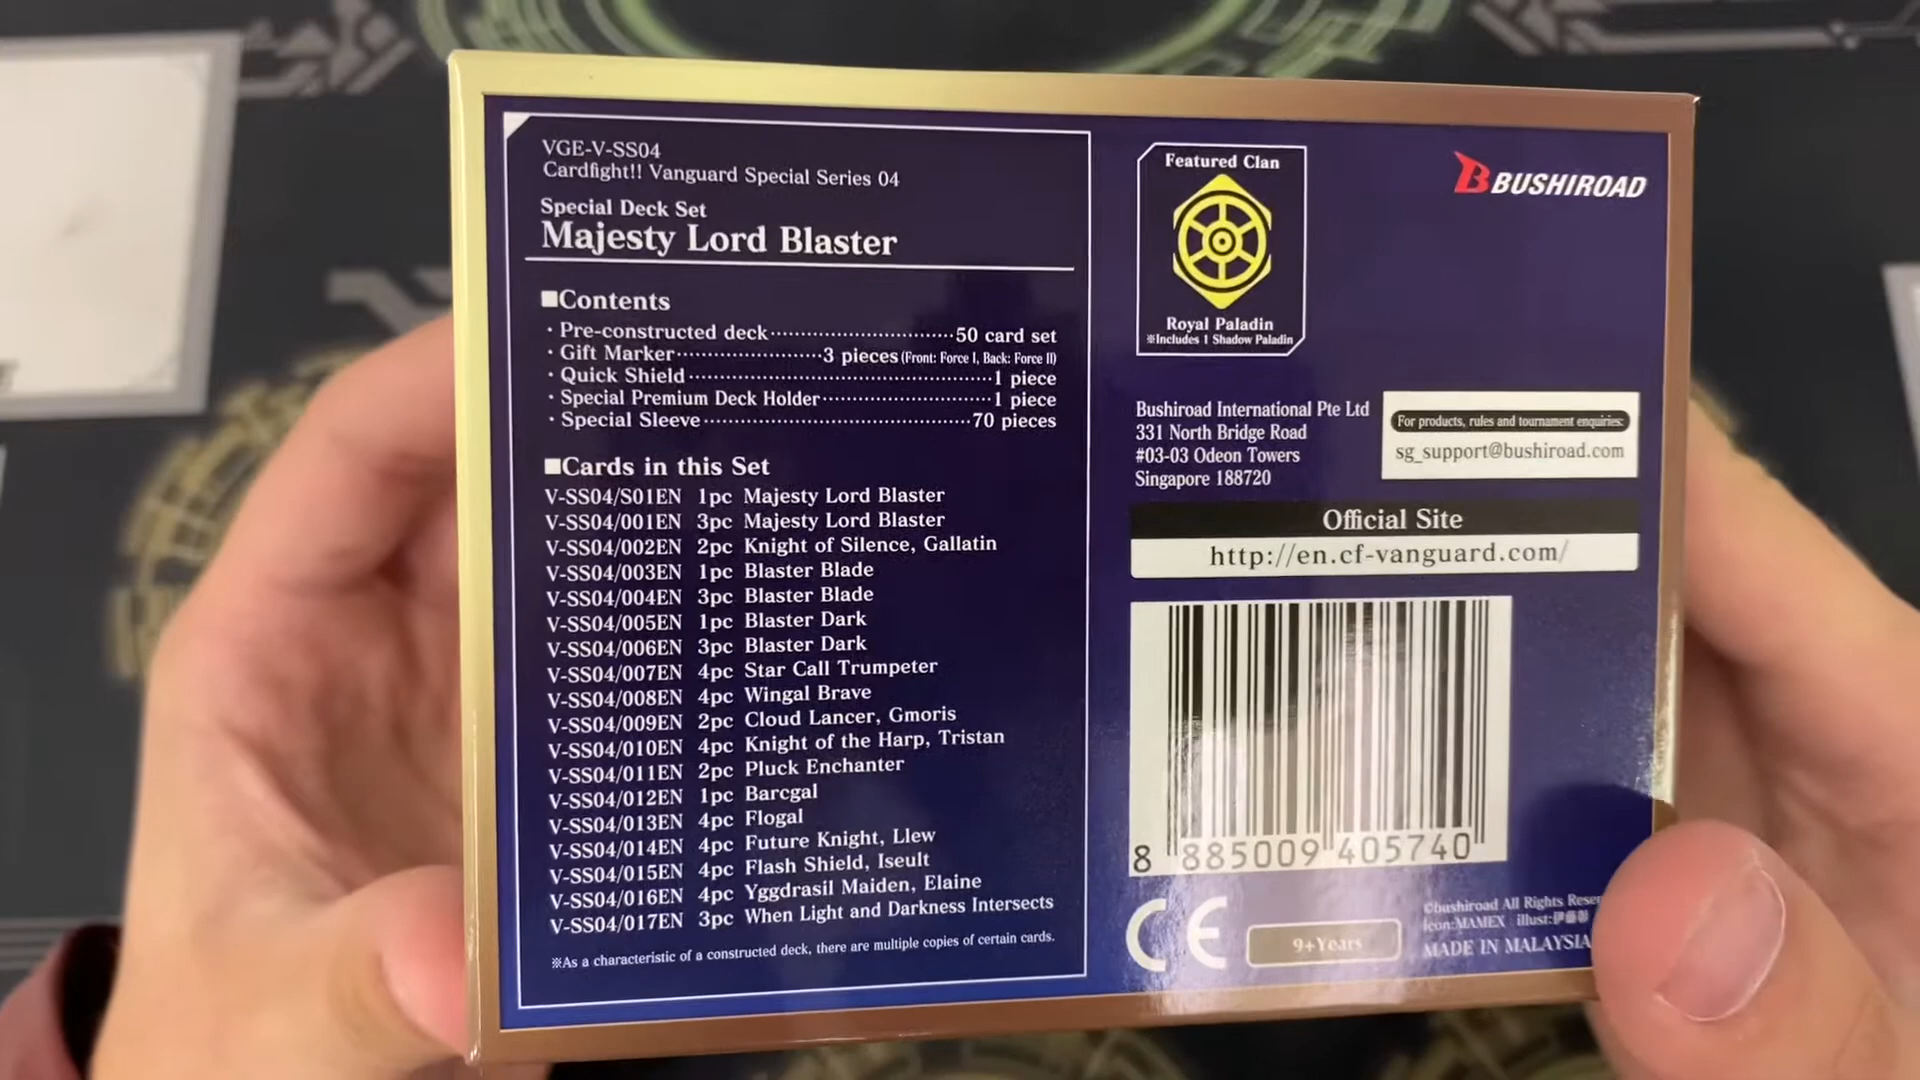 VGE-V-SS04
Cardfight!! Vanguard Special Series 04
Special Deck Set
Majesty Lord Blaster
■Contents
・Pre-constructed deck·····························50 card set
・Gift Marker·······················3 pieces(Front: Force I, Back: Force II)
・Quick Shield················································1 piece
・Special Premium Deck Holder···························1 piece
・Special Sleeve··········································70 pieces
■Cards in this Set
V-SS04/S01EN 1pc Majesty Lord Blaster
V-SS04/001EN 3pc Majesty Lord Blaster
V-SS04/002EN 2pc Knight of Silence, Gallatin
V-SS04/003EN 1pc Blaster Blade
V-SS04/004EN 3pc Blaster Blade
V-SS04/005EN 1pc Blaster Dark
V-SS04/006EN 3pc Blaster Dark
V-SS04/007EN 4pc Star Call Trumpeter
V-SS04/008EN 4pc Wingal Brave
V-SS04/009EN 2pc Cloud Lancer, Gmoris
V-SS04/010EN 4pc Knight of the Harp, Tristan
V-SS04/011EN 2pc Pluck Enchanter
V-SS04/012EN 1pc Barcgal
V-SS04/013EN 4pc Flogal
V-SS04/014EN 4pc Future Knight, Llew
V-SS04/015EN 4pc Flash Shield, Iseult
V-SS04/016EN 4pc Yggdrasil Maiden, Elaine
V-SS04/017EN 3pc When Light and Darkness Intersects
※As a characteristic of a constructed deck, there are multiple copies of certain cards.
Featured Clan
Royal Paladin
※Includes 1 Shadow Paladin
BUSHIROAD
Bushiroad International Pte Ltd
331 North Bridge Road
#03-03 Odeon Towers
Singapore 188720
For products, rules and tournament enquiries:
sg_support@bushiroad.com
Official Site
http://en.cf-vanguard.com/
8 885009 405740
CE
9+Years
©bushiroad All Rights Rese
icon:MAMEX illust:伊藤彰
MADE IN MALAYSIA